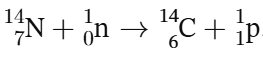 ¹⁴₇N + ¹₀n → ¹⁴₆C + ¹₁p